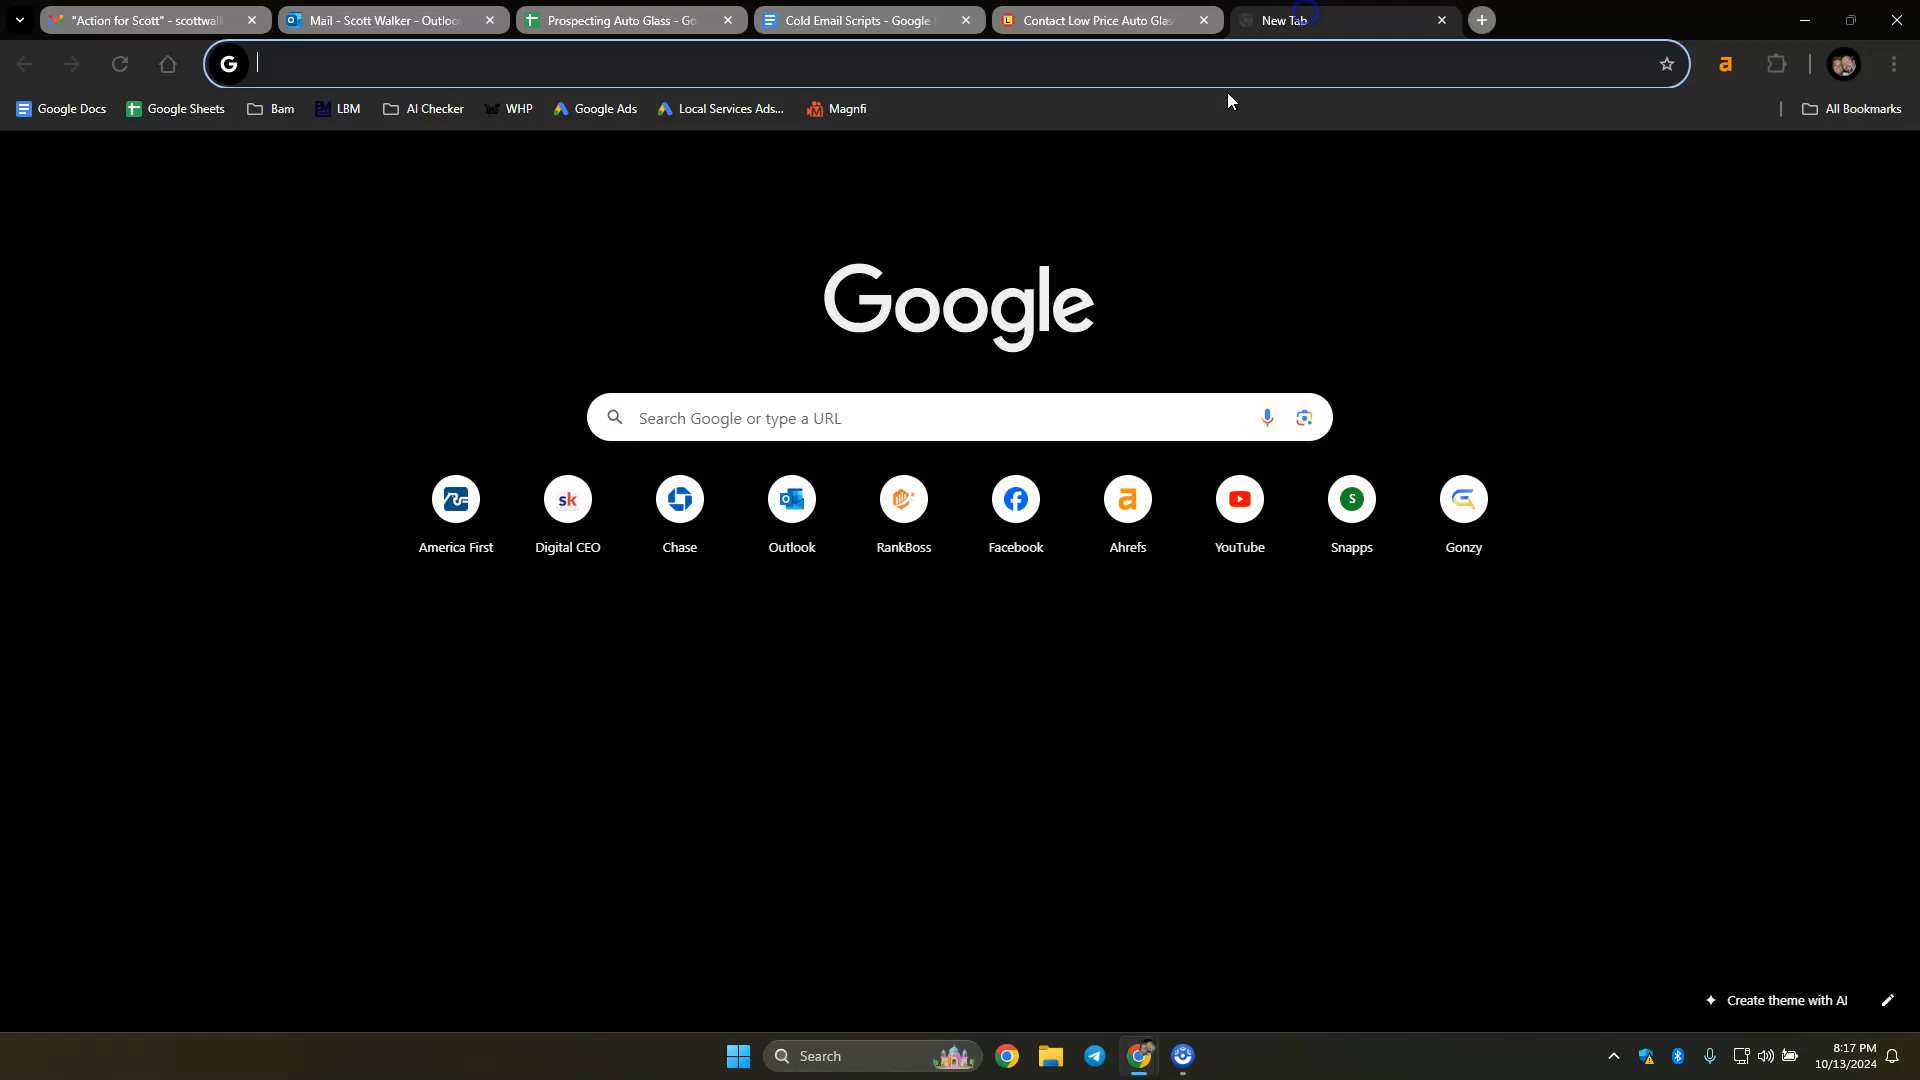 "Action for Scott" - scottwal
Mail - Scott Walker - Outloo
Prospecting Auto Glass - Go
Cold Email Scripts - Google
Contact Low Price Auto Glas
New Tab
G
a
Google Docs
Google Sheets
Bam
LBM
AI Checker
WHP
Google Ads
Local Services Ads...
Magnfi
All Bookmarks
Google
Search Google or type a URL
sk
a
S
America First
Digital CEO
Chase
Outlook
RankBoss
Facebook
Ahrefs
YouTube
Snapps
Gonzy
Create theme with AI
Search
8:17 PM
10/13/2024